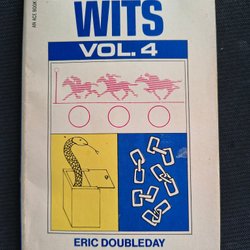 AN ACE BOOK
WITS
VOL. 4
ERIC DOUBLEDAY